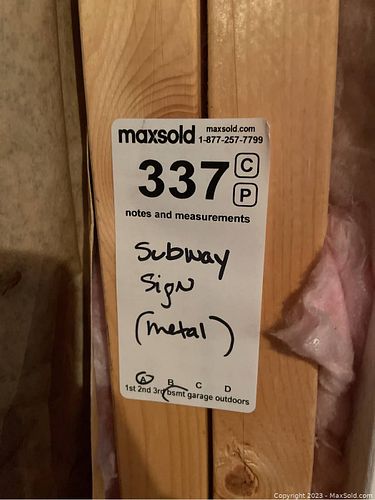 maxsold maxsold.com
1-877-257-7799
337 C
P
notes and measurements
Subway
Sign
(metal)
A B C D
1st 2nd 3rd bsmt garage outdoors
Copyright 2023 - MaxSold.com